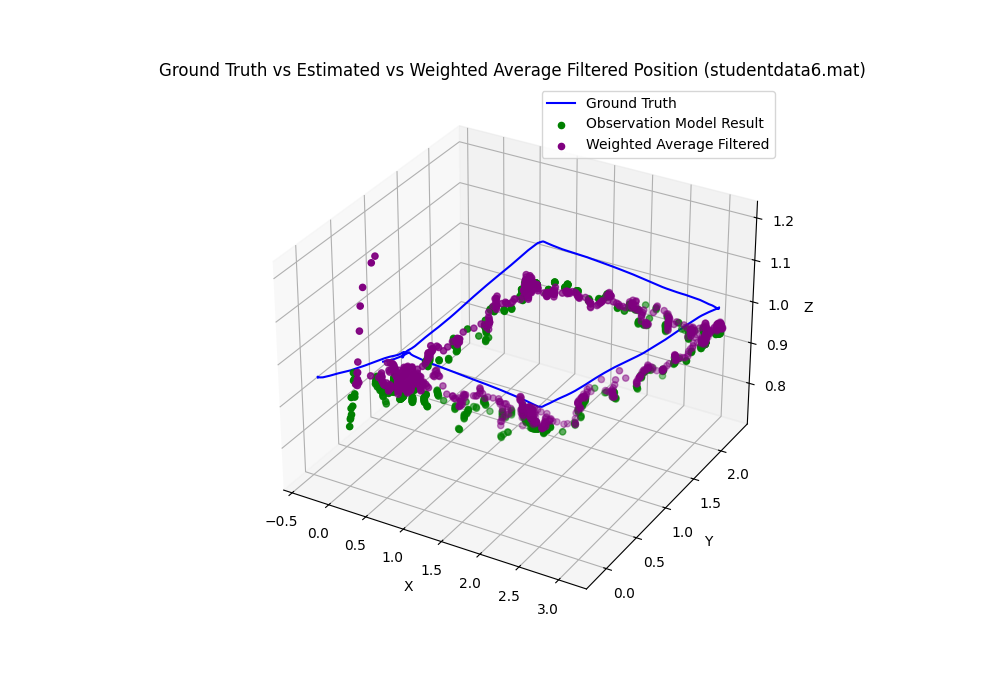 Ground Truth vs Estimated vs Weighted Average Filtered Position (studentdata6.mat)
Ground Truth
Observation Model Result
Weighted Average Filtered
1.2
1.1
1.0
Z
0.9
0.8
2.0
1.5
1.0
Y
0.5
0.0
−0.5
0.0
0.5
1.0
1.5
X
2.0
2.5
3.0